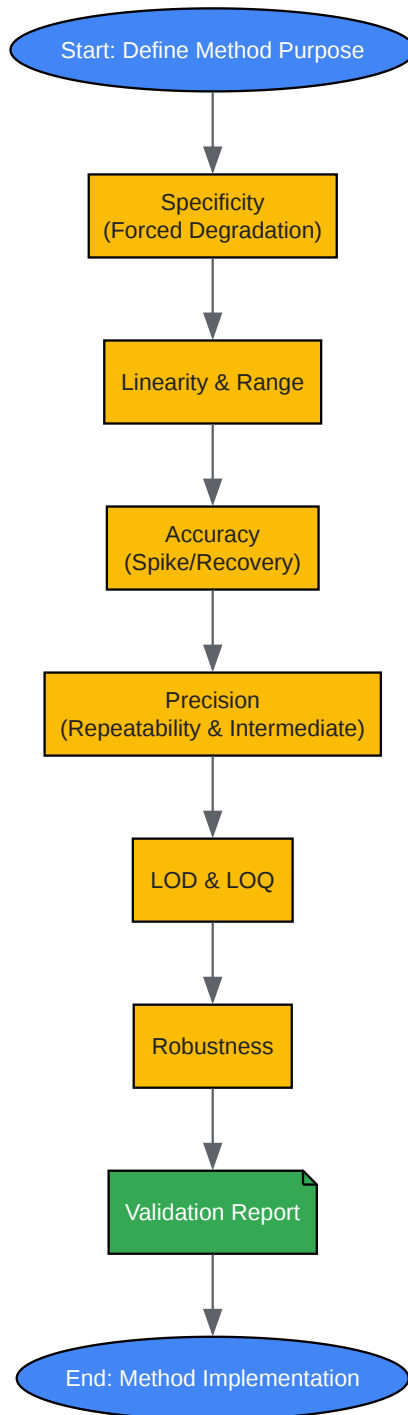 Start: Define Method Purpose
Specificity
(Forced Degradation)
Linearity & Range
Accuracy
(Spike/Recovery)
Precision
(Repeatability & Intermediate)
LOD & LOQ
Robustness
Validation Report
End: Method Implementation